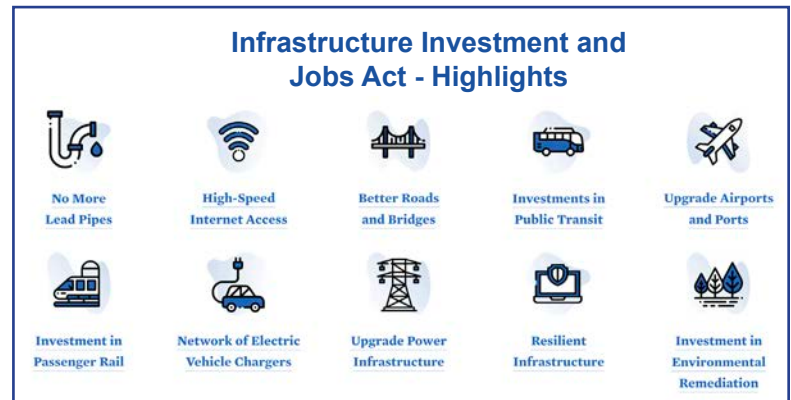 Infrastructure Investment and
Jobs Act - Highlights
No More
Lead Pipes
High-Speed
Internet Access
Better Roads
and Bridges
Investments in
Public Transit
Upgrade Airports
and Ports
Investment in
Passenger Rail
Network of Electric
Vehicle Chargers
Upgrade Power
Infrastructure
Resilient
Infrastructure
Investment in
Environmental
Remediation